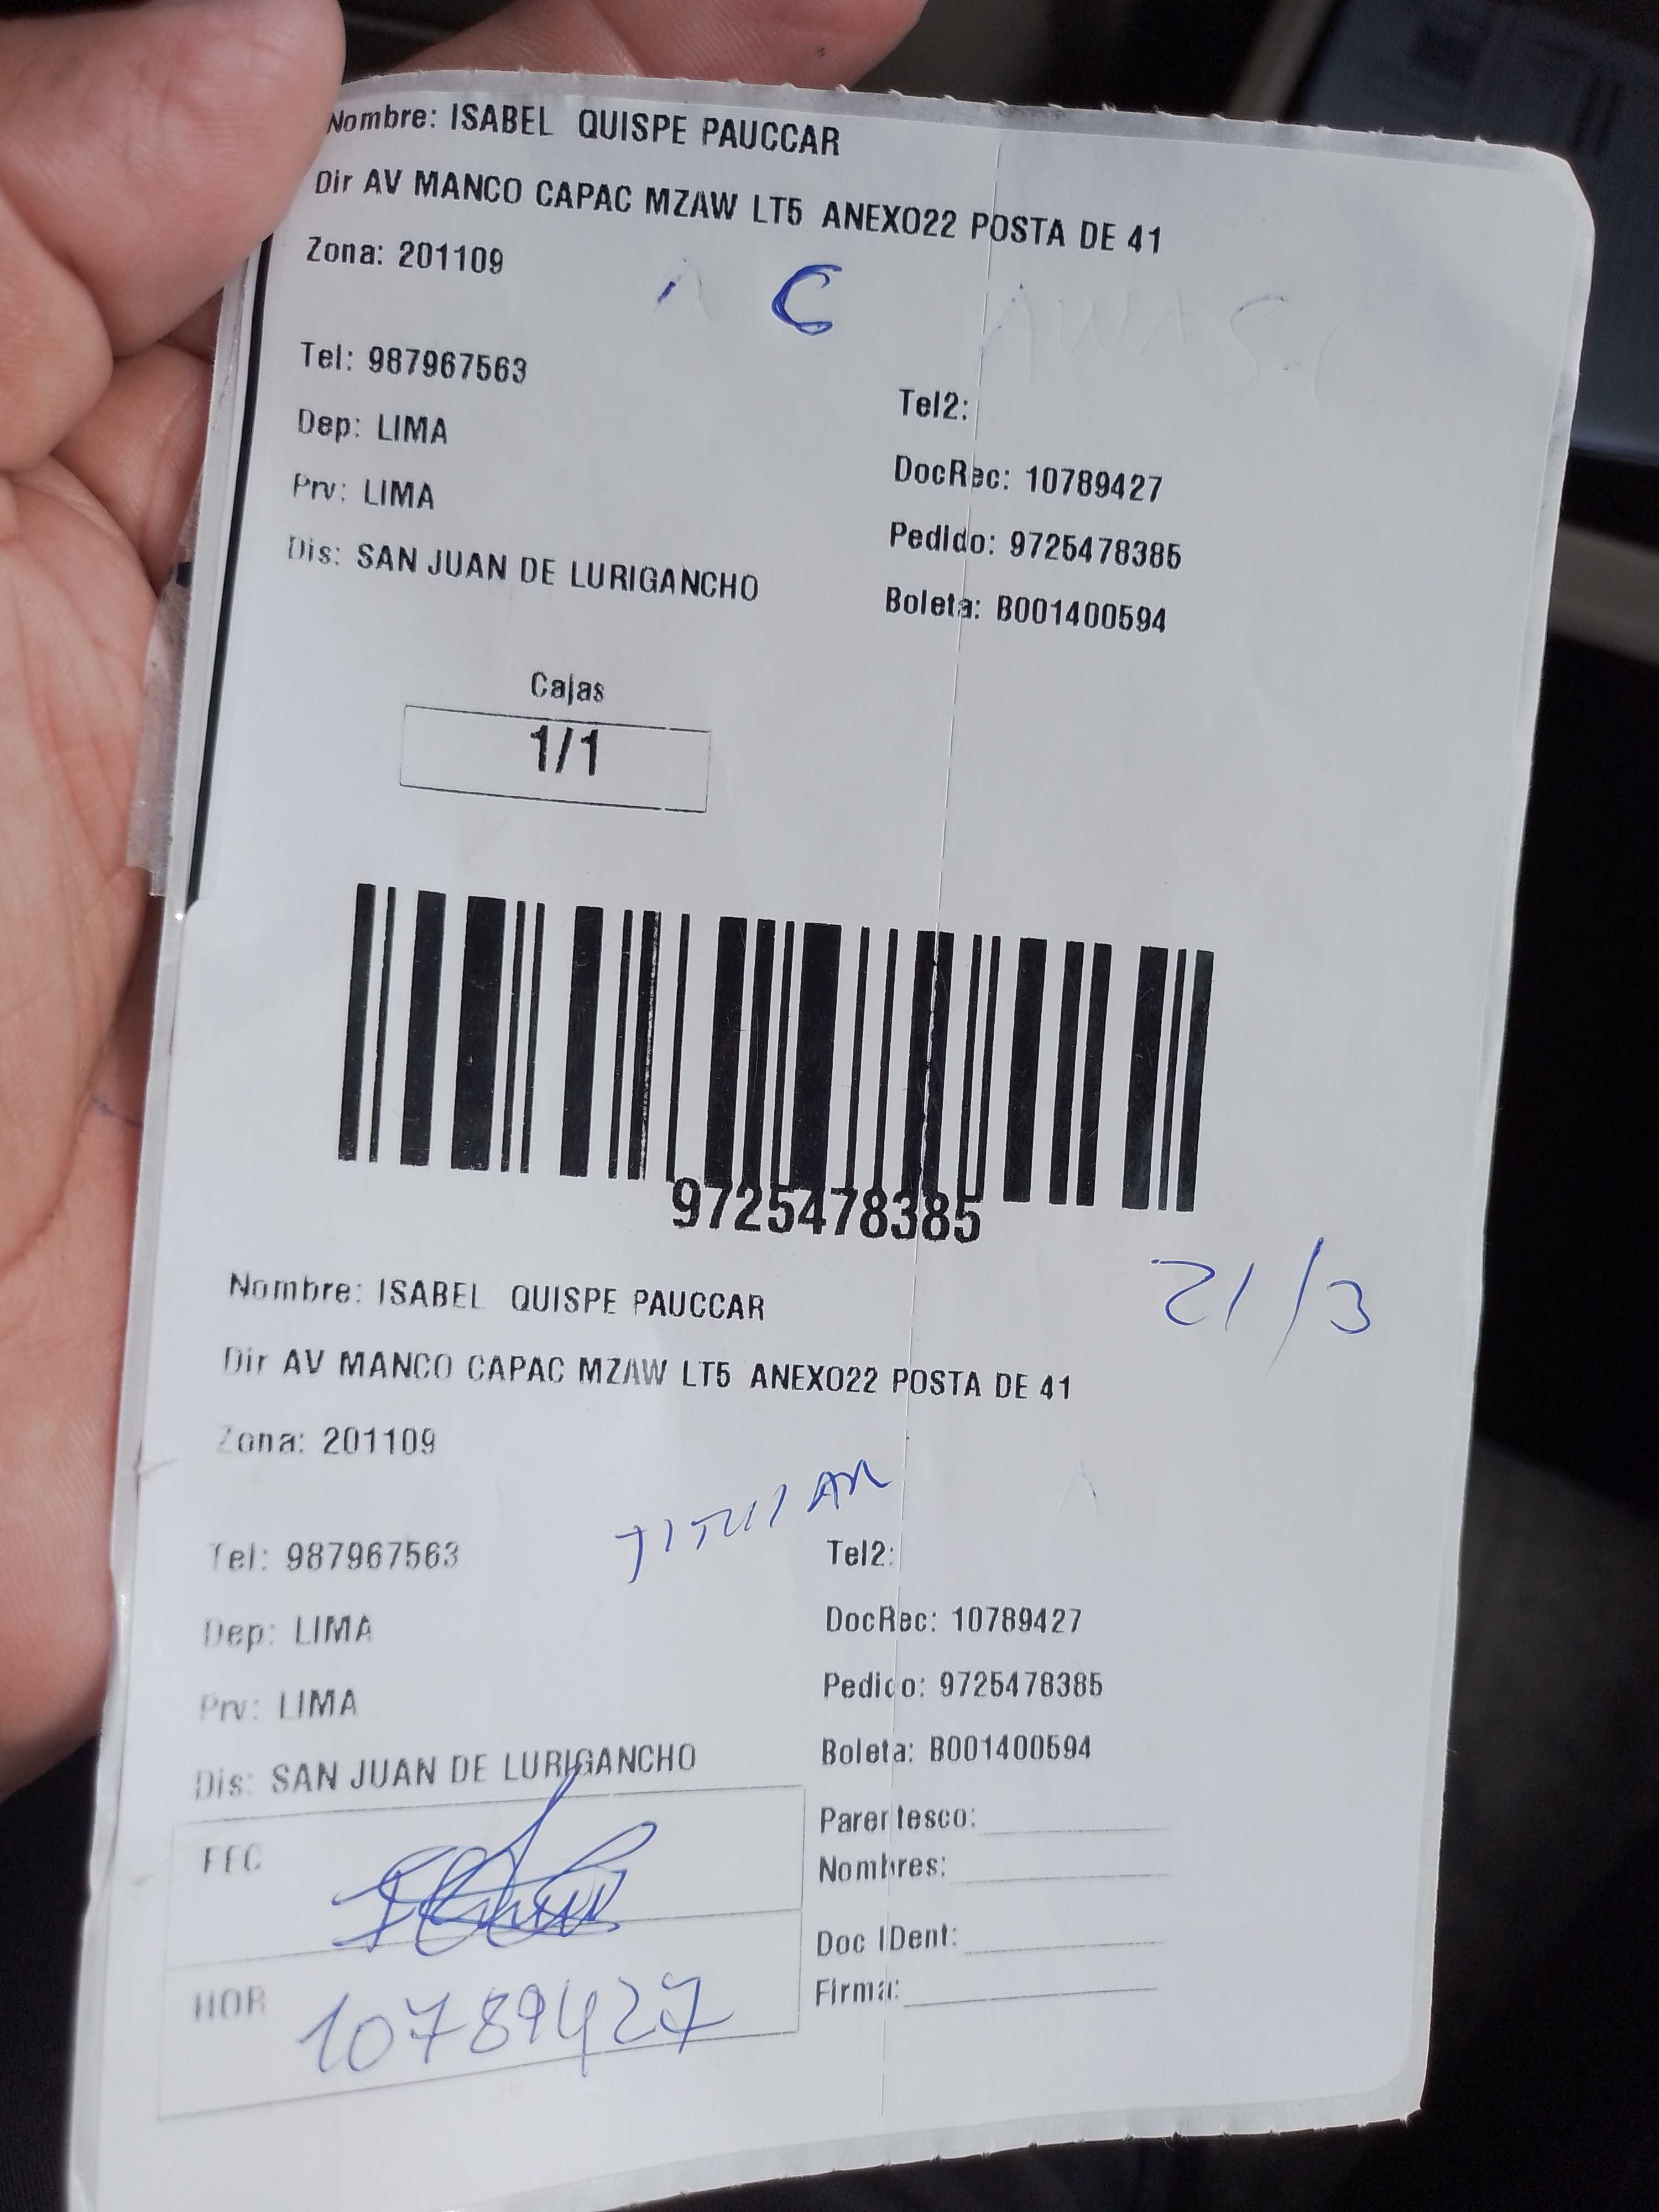 Nombre: ISABEL QUISPE PAUCCAR
Dir AV MANCO CAPAC MZAW LT5 ANEXO22 POSTA DE 41
Zona: 201109
C
Tel: 987967563
Tel2:
Dep: LIMA
DocRec: 10789427
Prv: LIMA
Pedido: 9725478385
Dis: SAN JUAN DE LURIGANCHO
Boleta: B001400594
Cajas
1/1
9725478385
21/3
Nombre: ISABEL QUISPE PAUCCAR
Dir AV MANCO CAPAC MZAW LT5 ANEXO22 POSTA DE 41
Zona: 201109
TITULAR
Tel: 987967563
Tel2:
Dep: LIMA
DocRec: 10789427
Prv: LIMA
Pedido: 9725478385
Dis: SAN JUAN DE LURIGANCHO
Boleta: B001400594
Parentesco:
FEC
Nombres:
Doc IDent:
HOR 10789427
Firma: